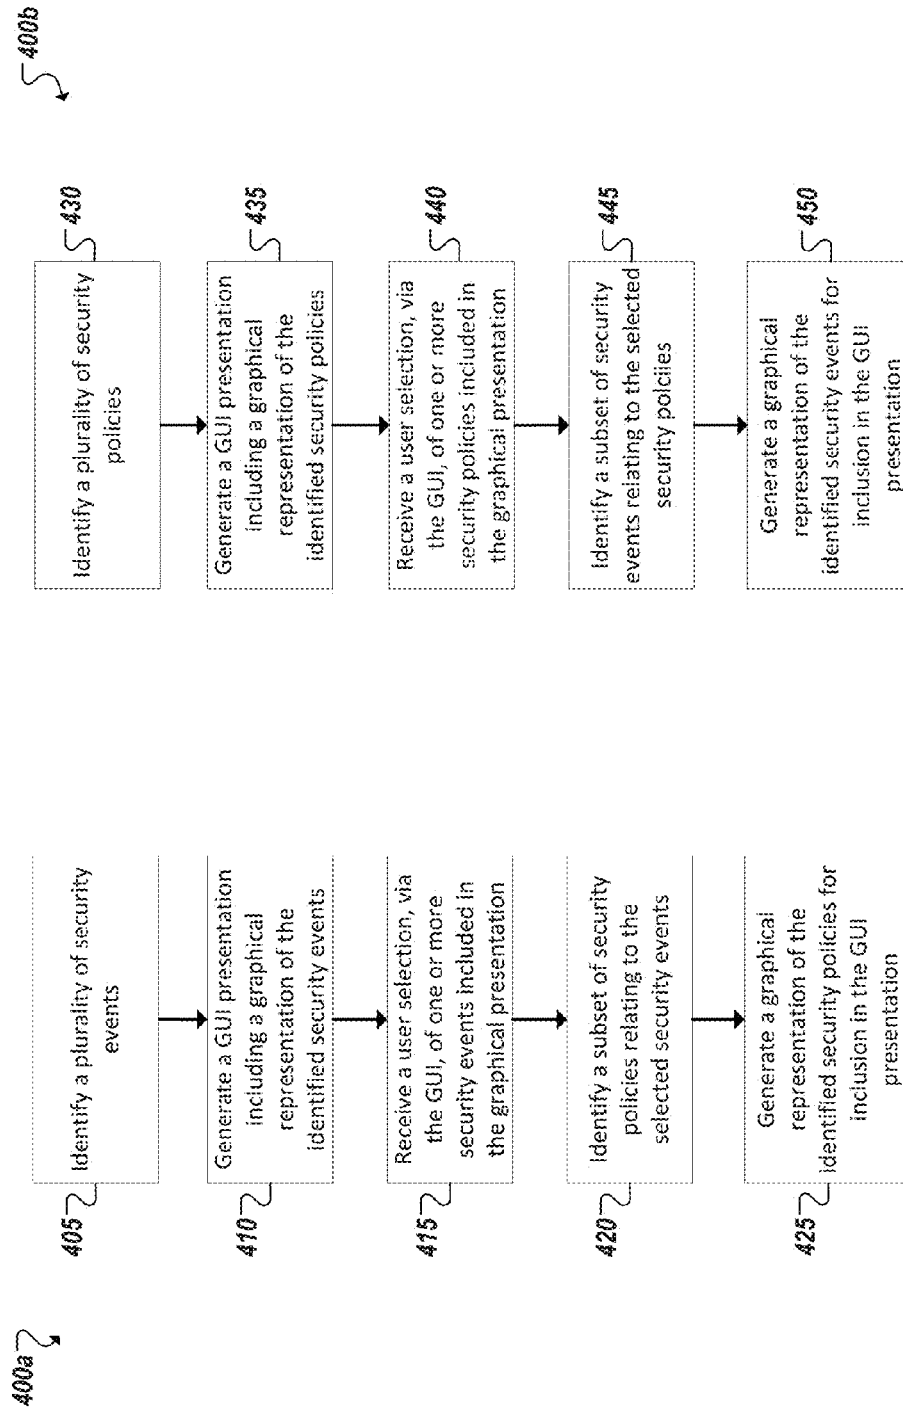 400a
405
Identify a plurality of security
events
410
Generate a GUI presentation
including a graphical
representation of the
identified security events
415
Receive a user selection, via
the GUI, of one or more
security events included in
the graphical presentation
420
Identify a subset of security
policies relating to the
selected security events
425
Generate a graphical
representation of the
identified security policies for
inclusion in the GUI
presentation
400b
430
Identify a plurality of security
policies
435
Generate a GUI presentation
including a graphical
representation of the
identified security policies
440
Receive a user selection, via
the GUI, of one or more
security policies included in
the graphical presentation
445
Identify a subset of security
events relating to the selected
security polciies
450
Generate a graphical
representation of the
identified security events for
inclusion in the GUI
presentation